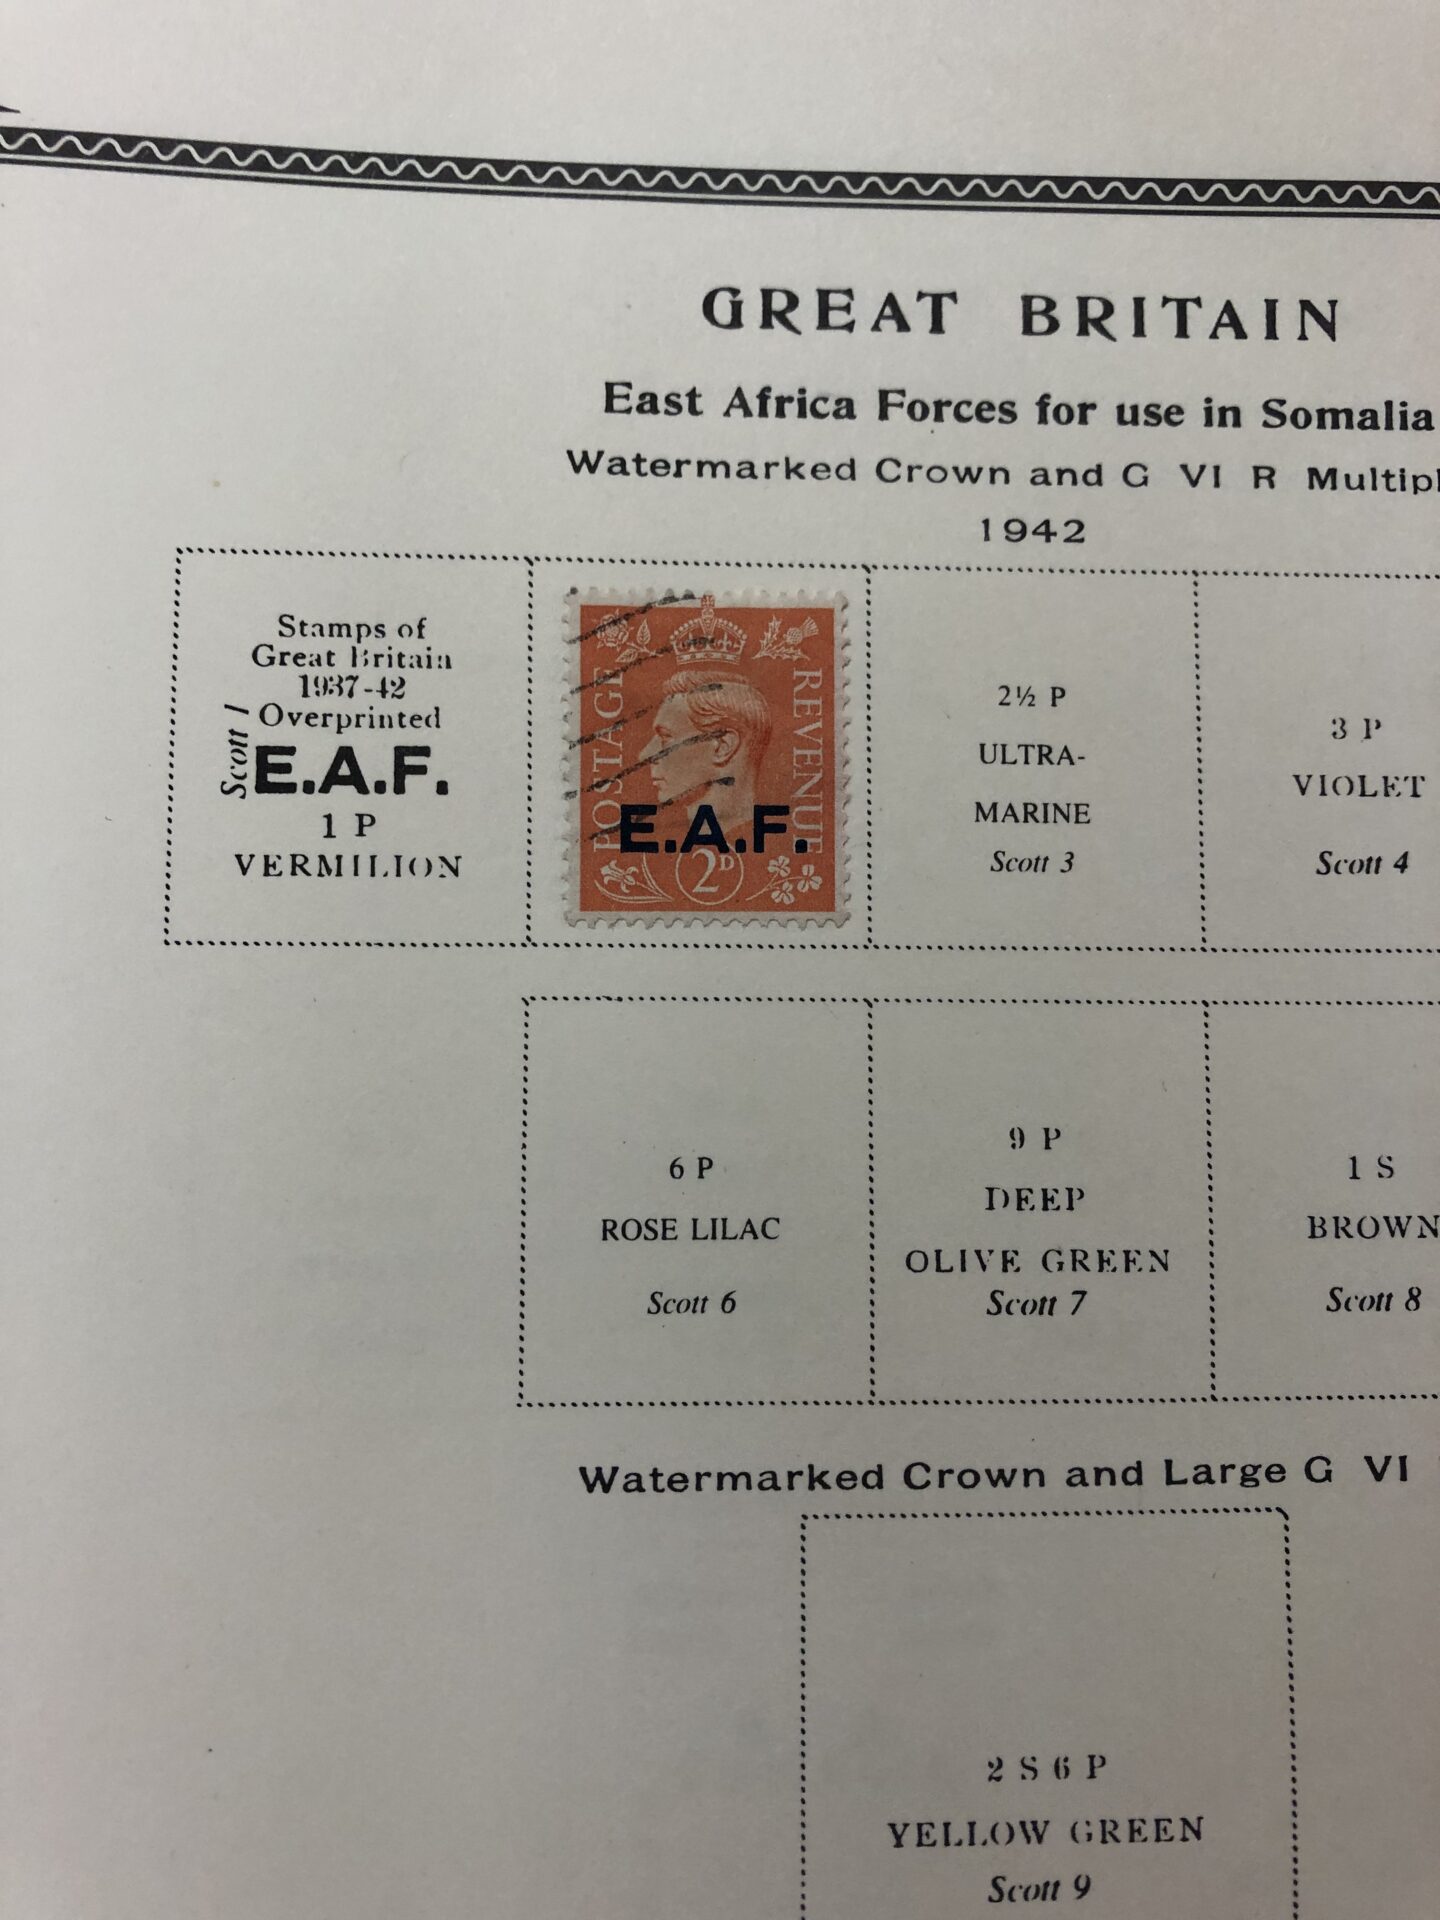 GREAT BRITAIN
East Africa Forces for use in Somalia
Watermarked Crown and G VI R Multipl
1942
Stamps of
Great Britain
1937-42
Overprinted
Scott 1
E.A.F.
1 P
VERMILION
POSTAGE
REVENUE
E.A.F.
2D
2½ P
ULTRA-
MARINE
Scott 3
3 P
VIOLET
Scott 4
6 P
ROSE LILAC
Scott 6
9 P
DEEP
OLIVE GREEN
Scott 7
1 S
BROWN
Scott 8
Watermarked Crown and Large G VI
2 S 6 P
YELLOW GREEN
Scott 9